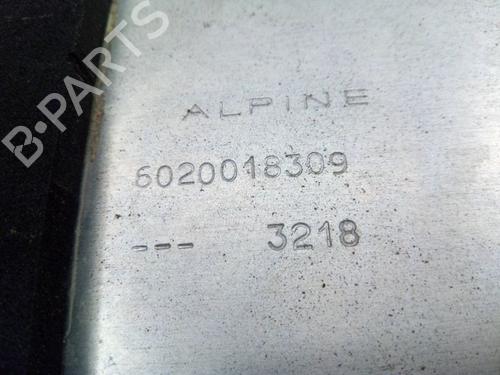 B-PARTS
ALPINE
6020018309
--- 3218